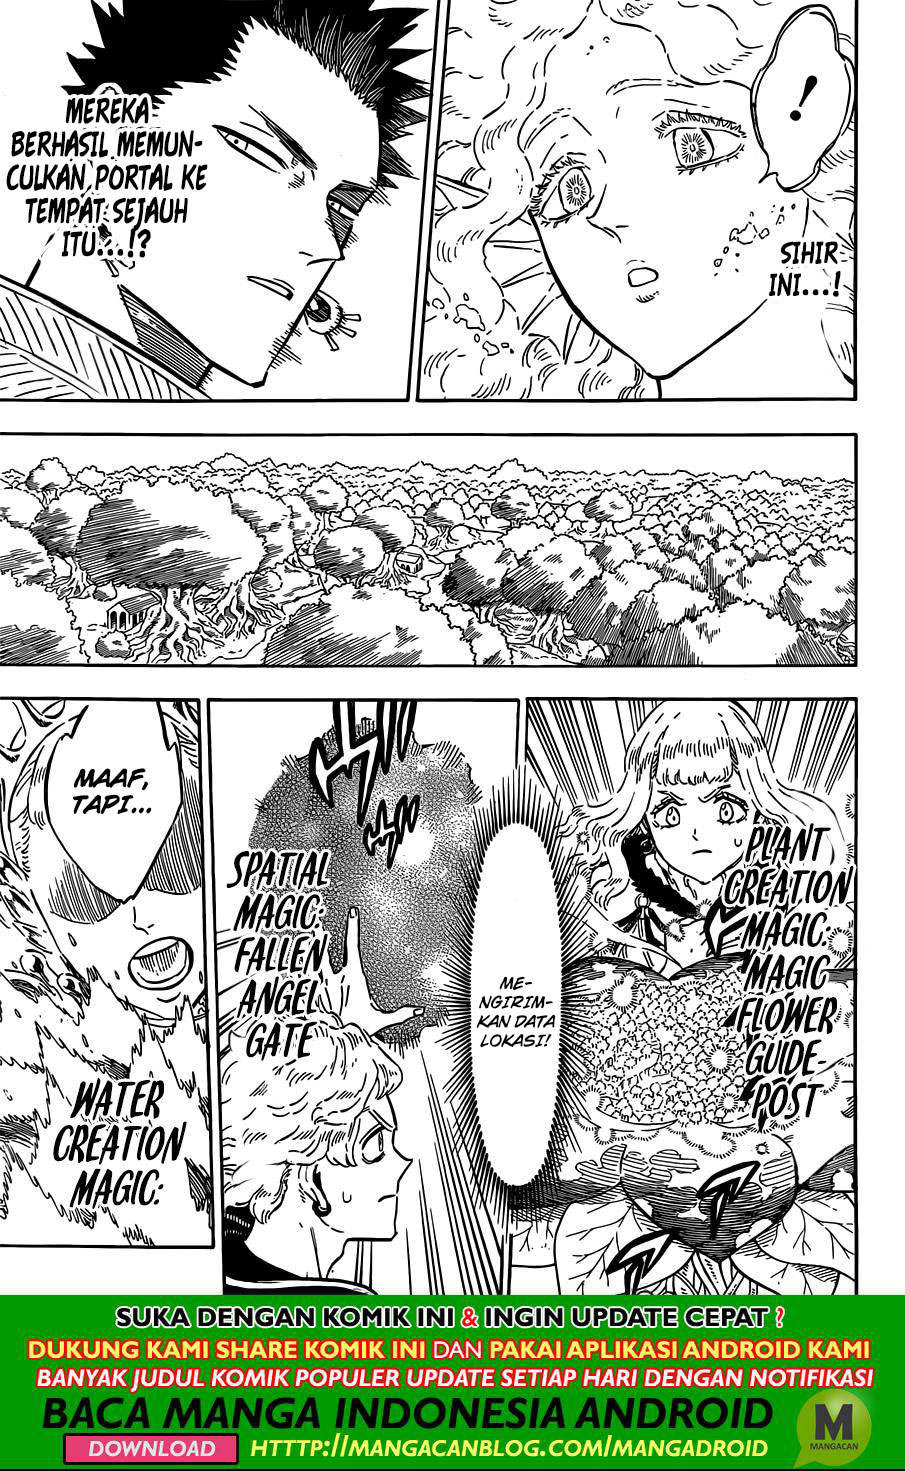 !
SIHIR
INI...!
MEREKA
BERHASIL MEMUN-
CULKAN PORTAL KE
TEMPAT SEJAUH
ITU...!?
PLANT
CREATION
MAGIC:
MAGIC
FLOWER
GUIDE-
POST
ME-
NGIRIM-
KAN DATA
LOKASI!
SPATIAL
MAGIC:
FALLEN
ANGEL
GATE
MAAF,
TAPI...
WATER
CREATION
MAGIC:
SUKA DENGAN KOMIK INI & INGIN UPDATE CEPAT ?
DUKUNG KAMI SHARE KOMIK INI DAN PAKAI APLIKASI ANDROID KAMI
BANYAK JUDUL KOMIK POPULER UPDATE SETIAP HARI DENGAN NOTIFIKASI
BACA MANGA INDONESIA ANDROID
DOWNLOAD HTTTP://MANGACANBLOG.COM/MANGADROID
M
MANGACAN